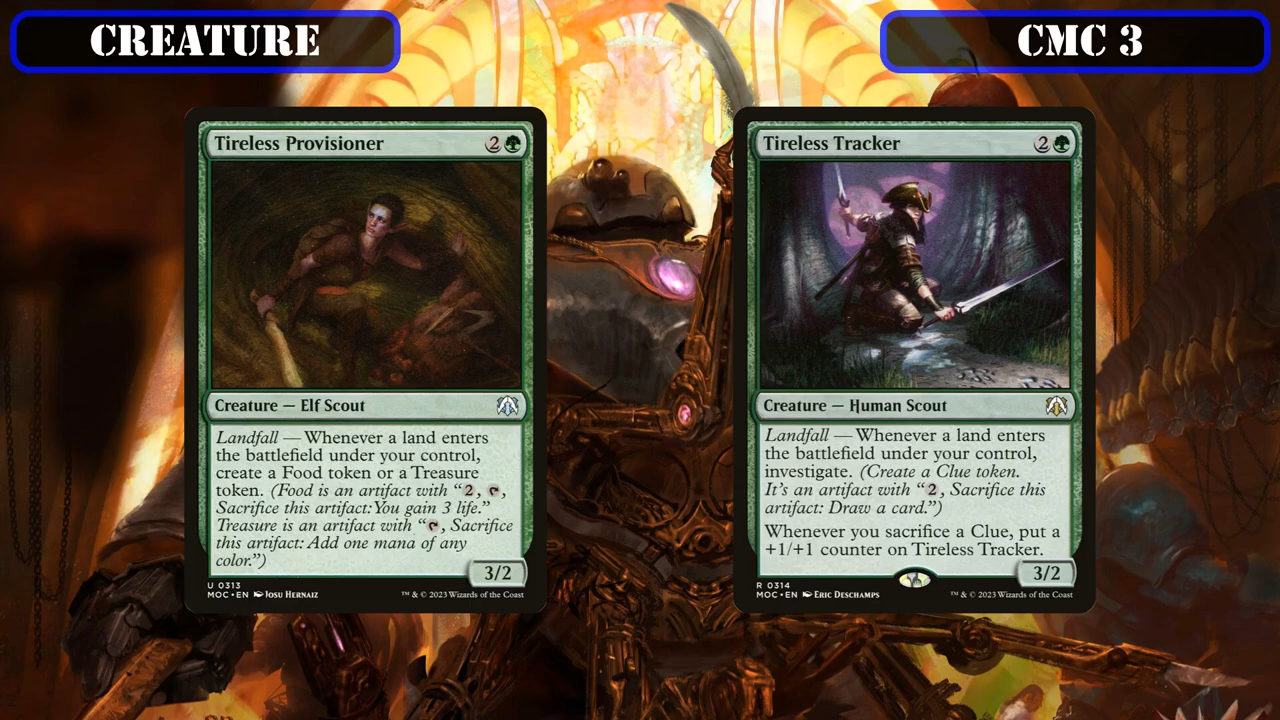 CREATURE
CMC 3
Tireless Provisioner 2
Creature — Elf Scout
Landfall — Whenever a land enters
the battlefield under your control,
create a Food token or a Treasure
token. (Food is an artifact with “2, ,
Sacrifice this artifact: You gain 3 life.”
Treasure is an artifact with “ , Sacrifice
this artifact: Add one mana of any
color.”)
3/2
U 0313
MOC • EN Josu Hernaiz
™ & © 2023 Wizards of the Coast
Tireless Tracker 2
Creature — Human Scout
Landfall — Whenever a land enters
the battlefield under your control,
investigate. (Create a Clue token.
It’s an artifact with “2, Sacrifice this
artifact: Draw a card.”)
Whenever you sacrifice a Clue, put a
+1/+1 counter on Tireless Tracker.
3/2
R 0314
MOC • EN Eric Deschamps
™ & © 2023 Wizards of the Coast